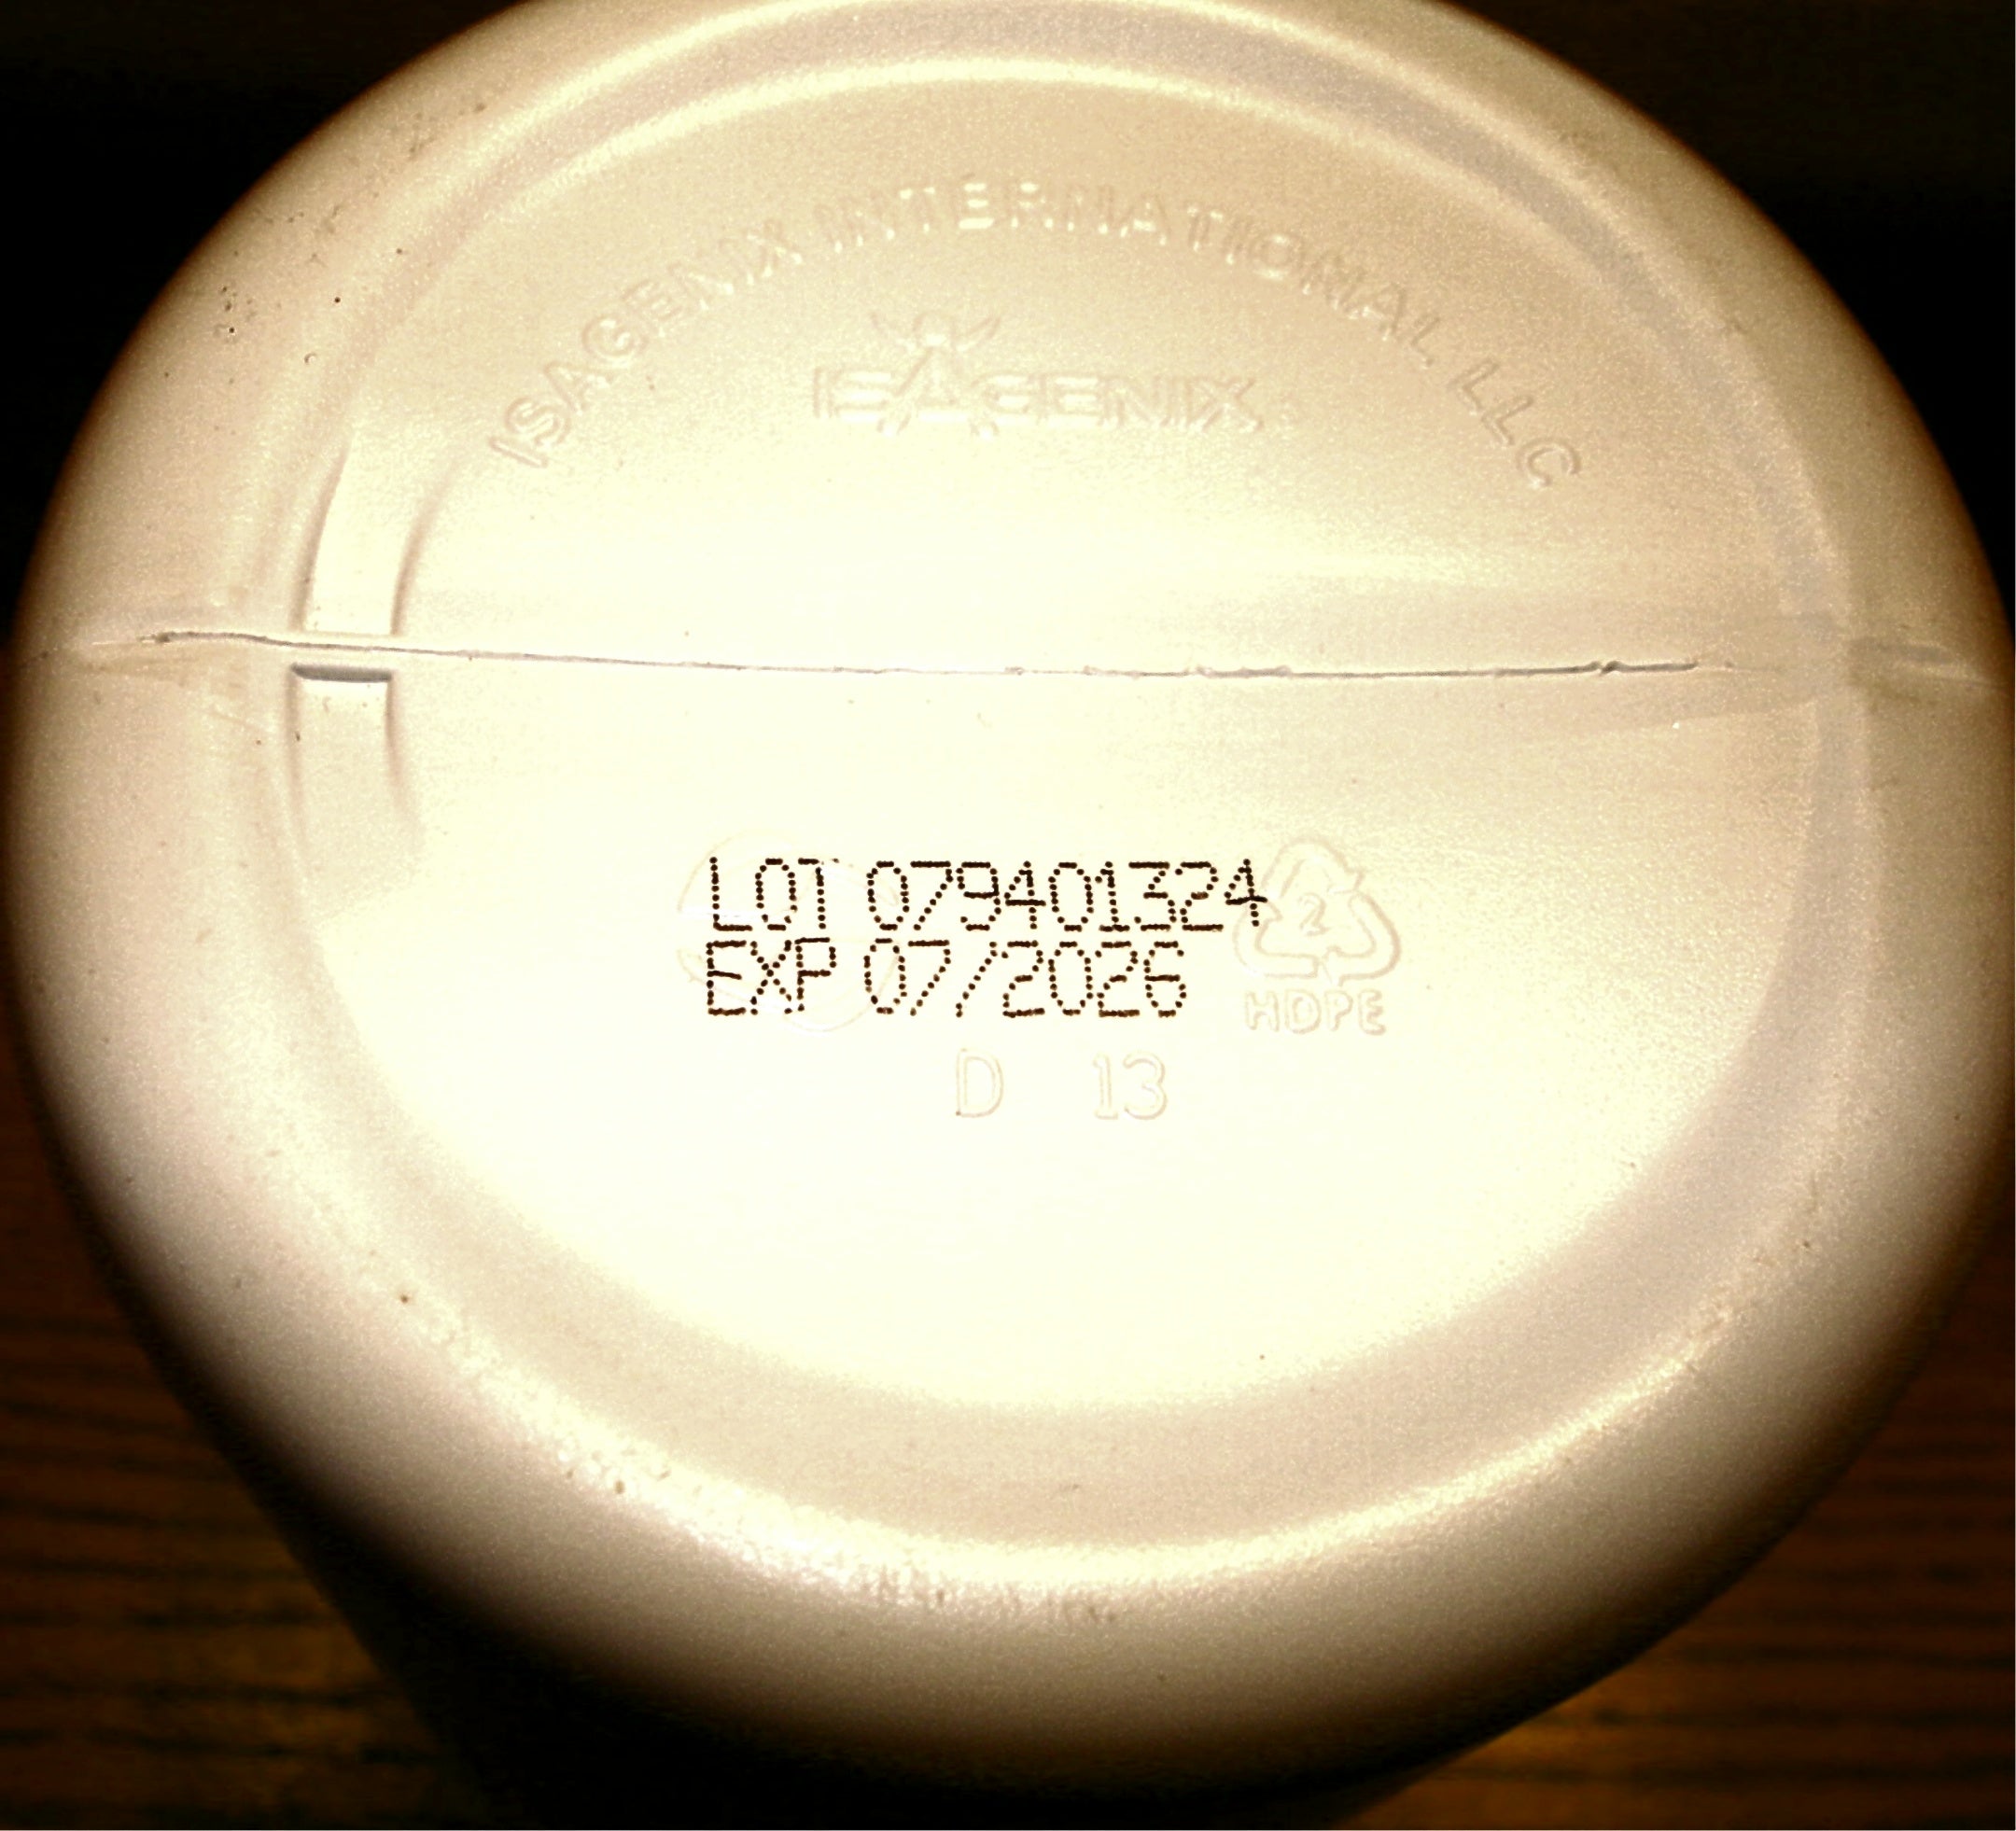 ISAGENIX INTERNATIONAL LLC
ISAGENIX
LOT 079401324
EXP 07/2026
2
HDPE
D 13